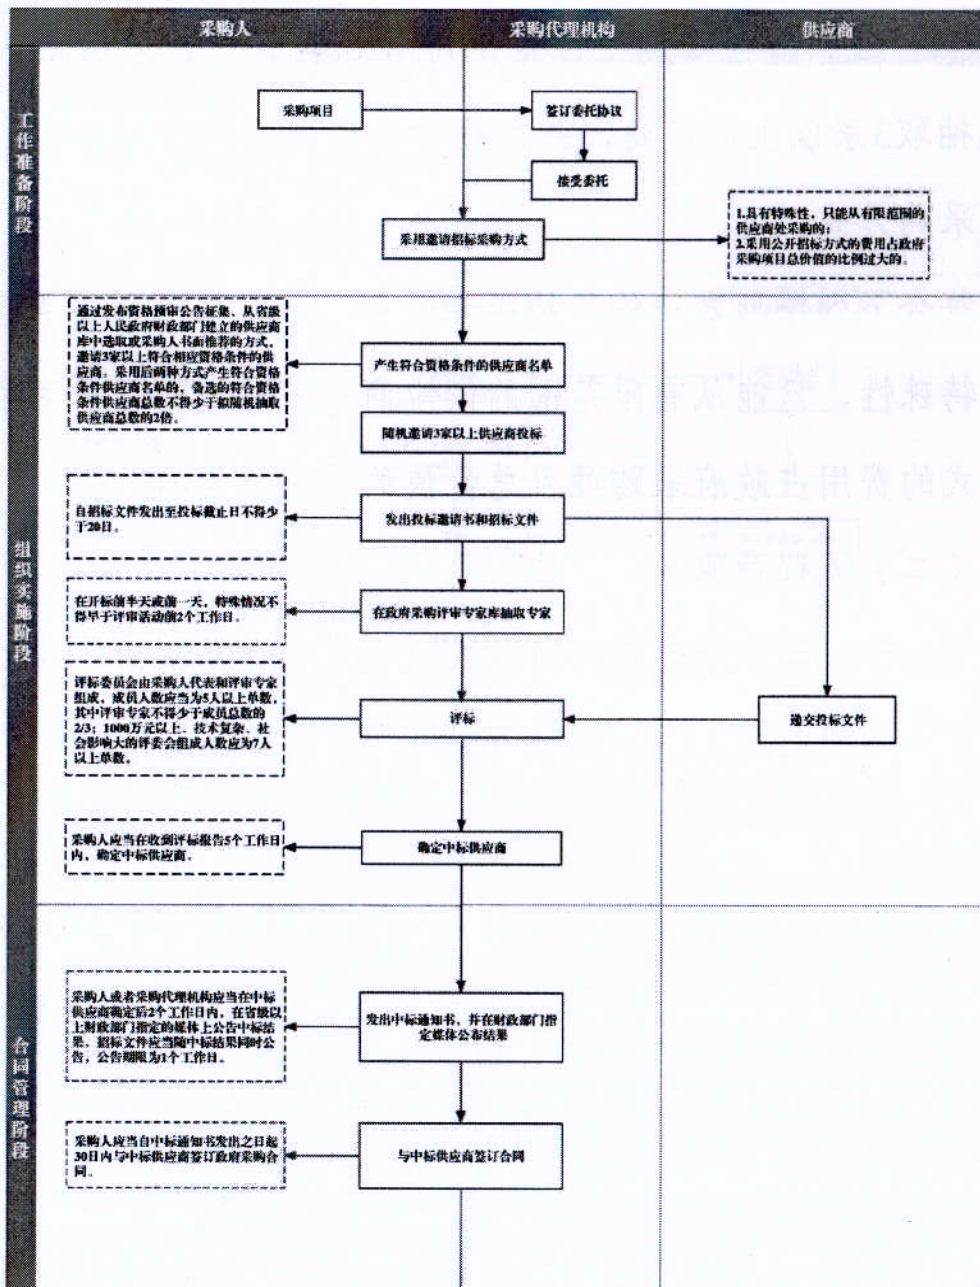 采购人
采购代理机构
供应商
工作准备阶段
采购项目
签订委托协议
接受委托
采用邀请招标采购方式
1.具有特殊性，只能从有限范围的
供应商处采购的；
2.采用公开招标方式的费用占政府
采购项目总价值的比例过大的。
组织实施阶段
通过发布资格预审公告征集、从省级
以上人民政府财政部门建立的供应商
库中选取或采购人书面推荐的方式，
邀请3家以上符合相应资格条件的供
应商。采用后两种方式产生符合资格
条件供应商名单的，备选的符合资格
条件供应商总数不得少于拟随机抽取
供应商总数的2倍。
产生符合资格条件的供应商名单
随机邀请3家以上供应商投标
自招标文件发出至投标截止日不得少
于20日。
发出投标邀请书和招标文件
在开标前半天或前一天，特殊情况不
得早于评审活动前2个工作日。
在政府采购评审专家库抽取专家
评标委员会由采购人代表和评审专家
组成，成员人数应当为5人以上单数，
其中评审专家不得少于成员总数的
2/3；1000万元以上、技术复杂、社
会影响大的评委会组成人数应为7人
以上单数。
评标
递交投标文件
采购人应当在收到评标报告5个工作日
内，确定中标供应商。
确定中标供应商
合同管理阶段
采购人或者采购代理机构应当在中标
供应商确定后2个工作日内，在省级以
上财政部门指定的媒体上公告中标结
果，招标文件应当随中标结果同时公
告，公告期限为1个工作日。
发出中标通知书，并在财政部门指
定媒体公布结果
采购人应当自中标通知书发出之日起
30日内与中标供应商签订政府采购合
同。
与中标供应商签订合同